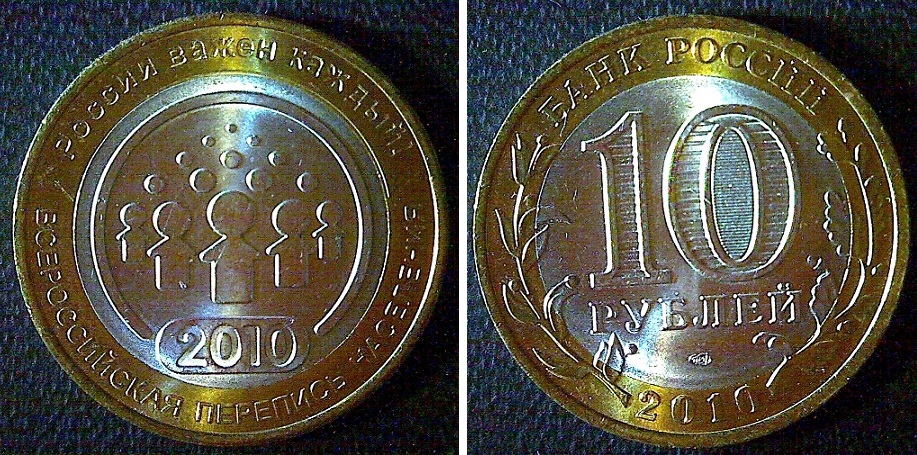 России важен каждый!
ВСЕРОССИЙСКАЯ ПЕРЕПИСЬ НАСЕЛЕНИЯ
2010
БАНК РОССИИ
10
РУБЛЕЙ
2010